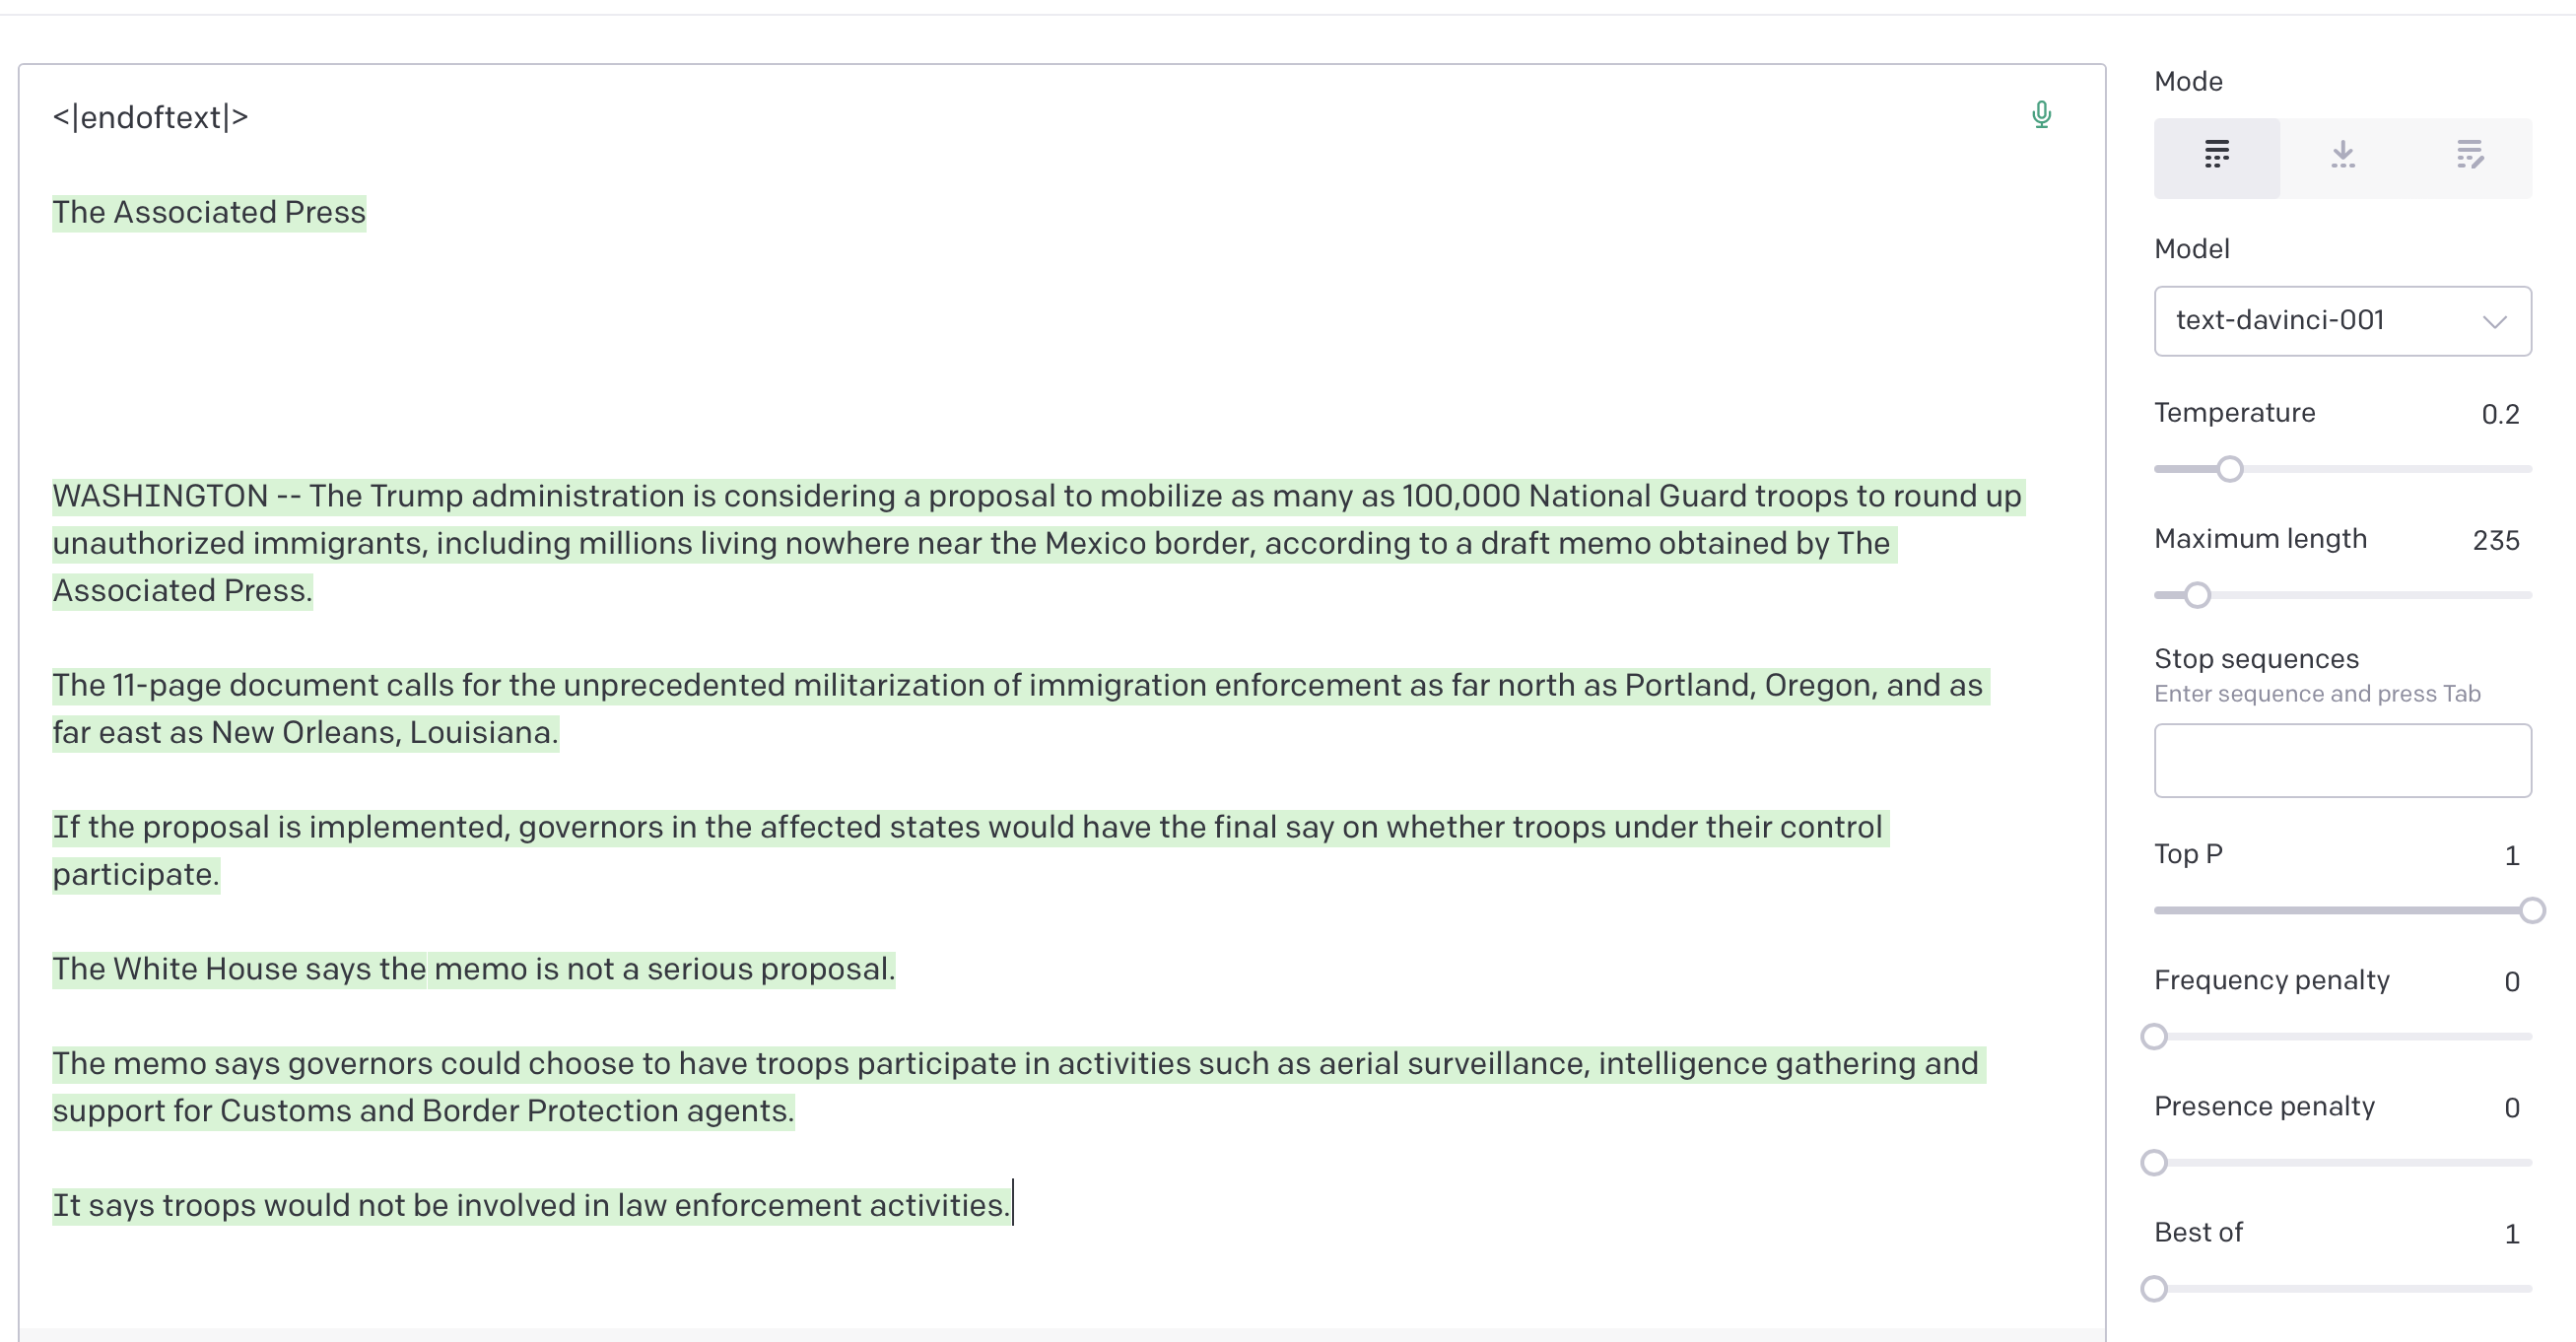 <|endoftext|>
The Associated Press
WASHINGTON -- The Trump administration is considering a proposal to mobilize as many as 100,000 National Guard troops to round up
unauthorized immigrants, including millions living nowhere near the Mexico border, according to a draft memo obtained by The
Associated Press.
The 11-page document calls for the unprecedented militarization of immigration enforcement as far north as Portland, Oregon, and as
far east as New Orleans, Louisiana.
If the proposal is implemented, governors in the affected states would have the final say on whether troops under their control
participate.
The White House says the memo is not a serious proposal.
The memo says governors could choose to have troops participate in activities such as aerial surveillance, intelligence gathering and
support for Customs and Border Protection agents.
It says troops would not be involved in law enforcement activities.
Mode
Model
text-davinci-001
Temperature 0.2
Maximum length 235
Stop sequences
Enter sequence and press Tab
Top P 1
Frequency penalty 0
Presence penalty 0
Best of 1